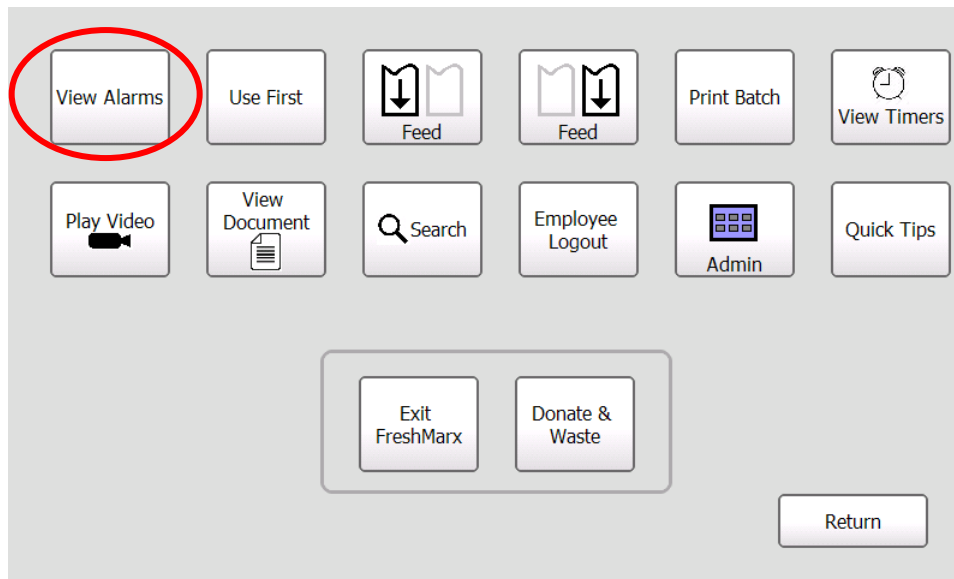 View Alarms
Use First
Feed
Feed
Print Batch
View Timers
Play Video
View
Document
Search
Employee
Logout
Admin
Quick Tips
Exit
FreshMarx
Donate &
Waste
Return